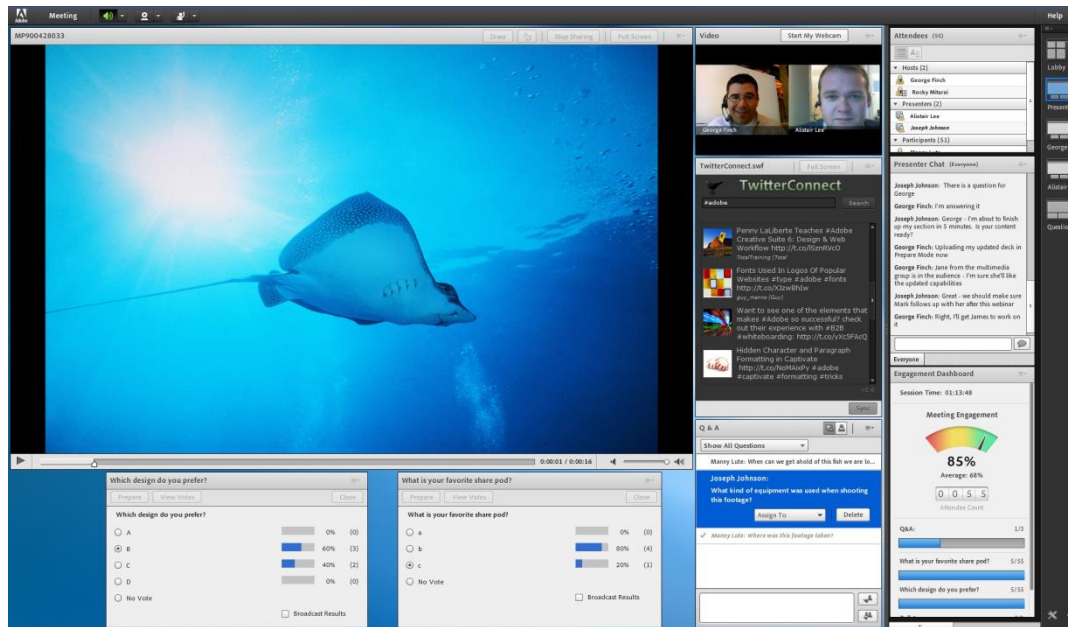 Adobe
Meeting
Help
MP900428033
Draw
Stop Sharing
Full Screen
0:00:01 / 0:00:16
Which design do you prefer?
Prepare
View Votes
Close
Which design do you prefer?
A 0% (0)
B 60% (3)
C 40% (2)
D 0% (0)
No Vote
Broadcast Results
What is your favorite share pod?
Prepare
View Votes
Close
What is your favorite share pod?
a 0% (0)
b 80% (4)
c 20% (1)
No Vote
Broadcast Results
Video
Start My Webcam
George Finch
Alistair Lee
TwitterConnect.swf
Full Screen
TwitterConnect
#adobe
Search
Penny LaLiberte Teaches #Adobe
Creative Suite 6: Design & Web
Workflow
TotalTraining (Total
Fonts Used In Logos Of Popular
Websites #type #adobe #fonts
http://t.co/XJzwBhIw
guy_manno (Guy)
Want to see one of the elements that
makes #Adobe so successful? check
out their experience with #B2B
#whiteboarding: http://t.co/yXc5FAcQ
Hidden Character and Paragraph
Formatting in Captivate
http://t.co/NoMAixPy #adobe
#captivate #formatting #tricks
Sync
Q & A
Show All Questions
Manny Lute: When can we get ahold of this fish we are lo...
Joseph Johnson:
What kind of equipment was used when shooting
this footage?
Assign To
Delete
Manny Lute: Where was this footage taken?
Attendees (55)
Hosts (2)
George Finch
Rocky Mitarai
Presenters (2)
Alistair Lee
Joseph Johnson
Participants (51)
Manny Lute
Presenter Chat (Everyone)
Joseph Johnson: There is a question for
George
George Finch: I'm answering it
Joseph Johnson: George - I'm about to finish
up my section in 5 minutes. Is your content
ready?
George Finch: Uploading my updated deck in
Prepare Mode now
George Finch: Jane from the multimedia
group is in the audience - I'm sure she'll like
the updated capabilities
Joseph Johnson: Great - we should make sure
Mark follows up with her after this webinar
George Finch: Right, I'll get James to work on
it
Everyone
Engagement Dashboard
Session Time: 01:13:48
Meeting Engagement
85%
Average: 68%
0 0 5 5
Attendee Count
Q&A: 1/3
What is your favorite share pod? 5/55
Which design do you prefer? 5/55
Lobby
Present
George
Alistair
Questio